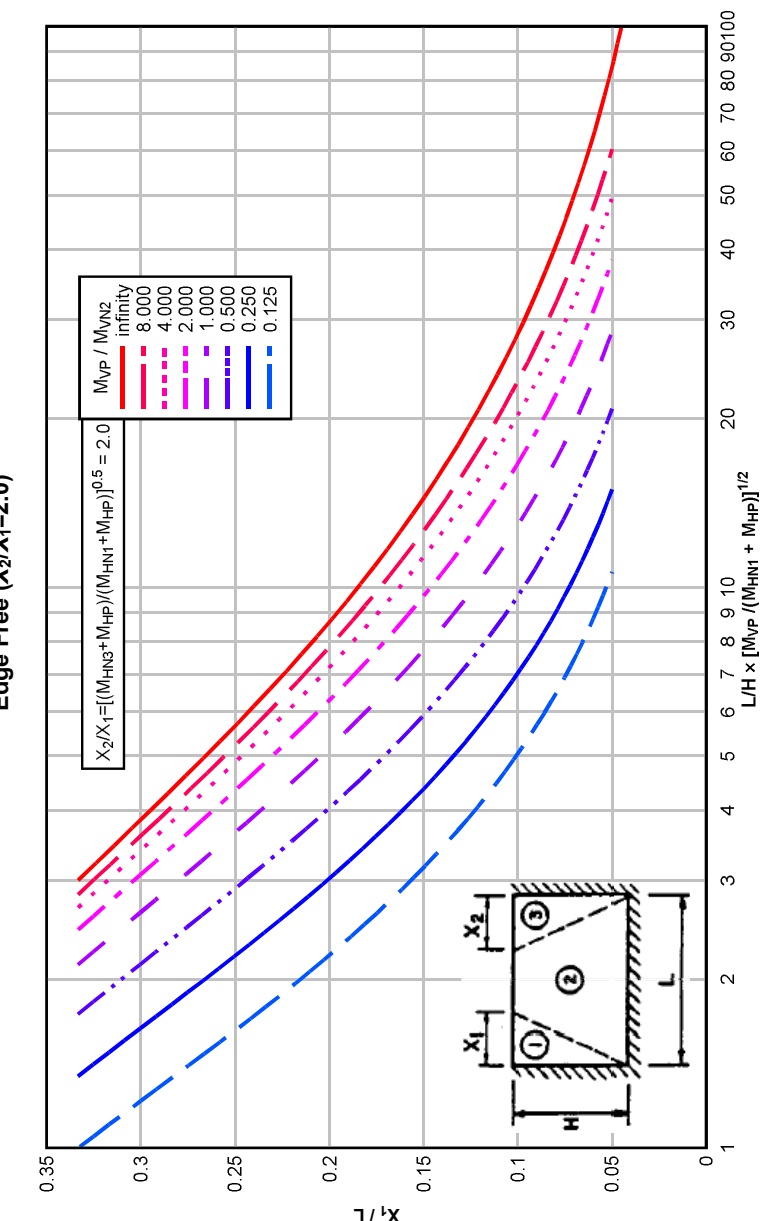 Edge Free (X2/X1=2.0)
X2/X1=[(MHN3+MHP)/(MHN1+MHP)]0.5 = 2.0
MVP / MVN2
infinity
8.000
4.000
2.000
1.000
0.500
0.250
0.125
X1 / L
0.35
0.3
0.25
0.2
0.15
0.1
0.05
0
X1
X2
1
2
3
H
L
1 2 3 4 5 6 7 8 9 10 20 30 40 50 60 70 80 90 100
L/H × [MVP /(MHN1 + MHP)]1/2